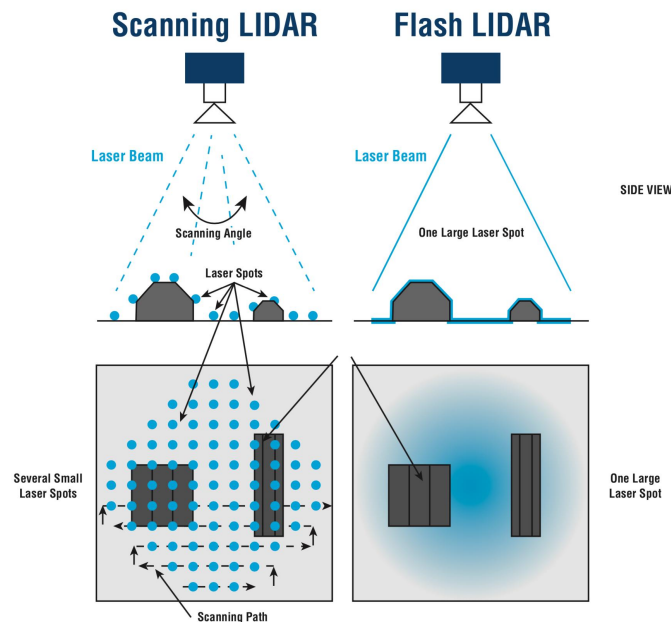 Scanning LIDAR
Flash LIDAR
Laser Beam
Laser Beam
SIDE VIEW
Scanning Angle
One Large Laser Spot
Laser Spots
Several Small
Laser Spots
One Large
Laser Spot
Scanning Path